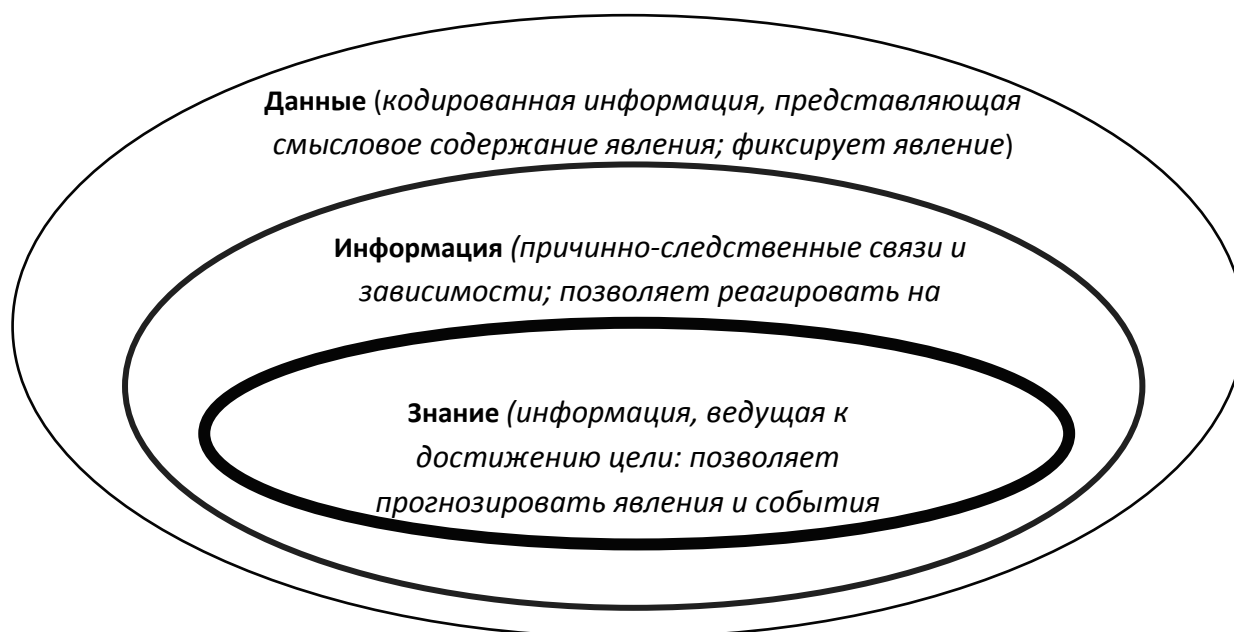 Данные (кодированная информация, представляющая
смысловое содержание явления; фиксирует явление)
Информация (причинно-следственные связи и
зависимости; позволяет реагировать на
Знание (информация, ведущая к
достижению цели: позволяет
прогнозировать явления и события